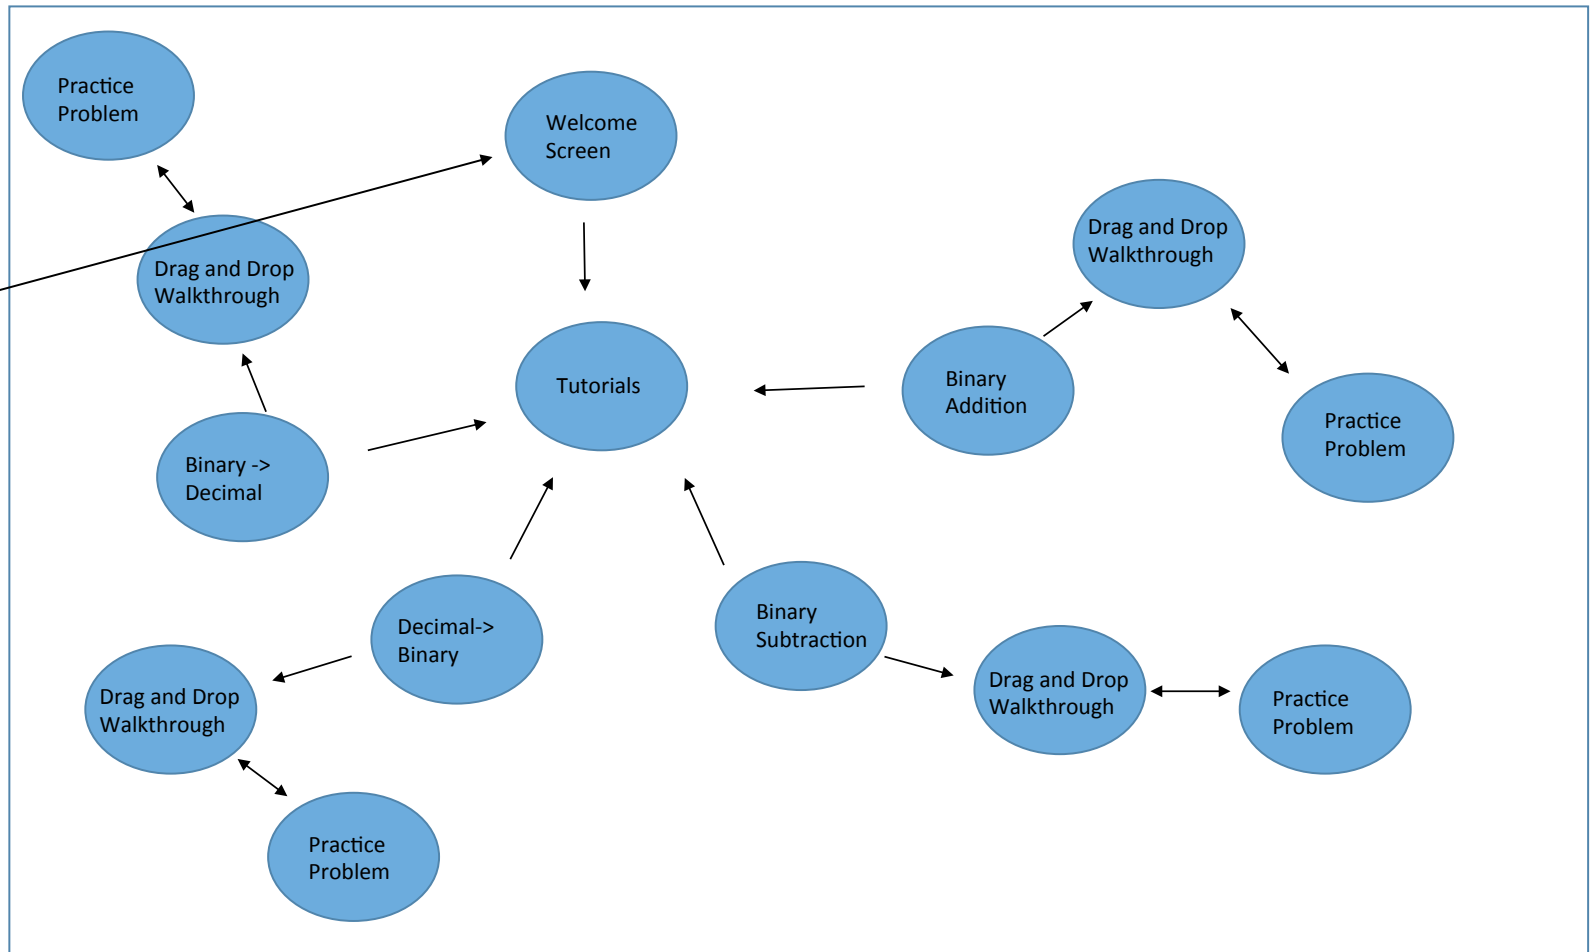 Practice
Problem
Welcome
Screen
Drag and Drop
Walkthrough
Drag and Drop
Walkthrough
Tutorials
Binary
Addition
Practice
Problem
Binary ->
Decimal
Decimal->
Binary
Binary
Subtraction
Drag and Drop
Walkthrough
Drag and Drop
Walkthrough
Practice
Problem
Practice
Problem